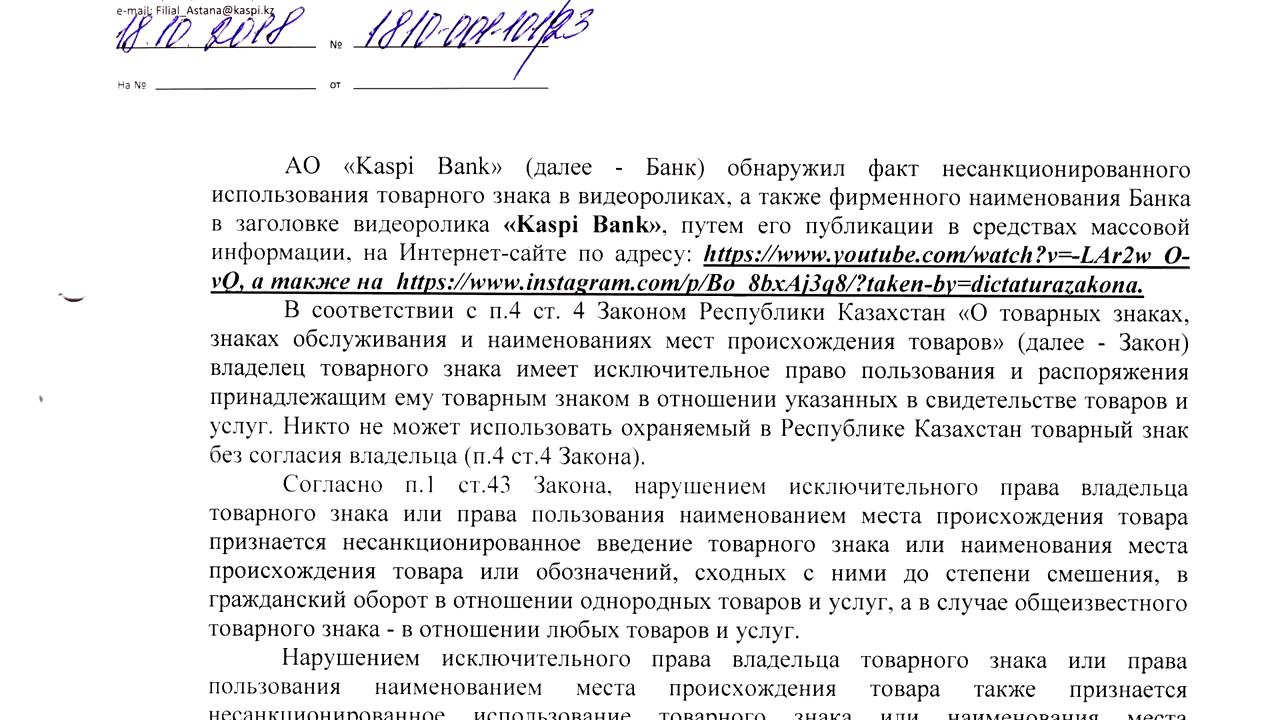 e-mail: Filial_Astana@kaspi.kz
18.10.2018 № 1810-001-101/23
На № от
АО «Kaspi Bank» (далее - Банк) обнаружил факт несанкционированного
использования товарного знака в видеороликах, а также фирменного наименования Банка
в заголовке видеоролика «Kaspi Bank», путем его публикации в средствах массовой
информации, на Интернет-сайте по адресу: https://www.youtube.com/watch?v=-LAr2w_O-
vQ, а также на https://www.instagram.com/p/Bo_8bxAj3q8/?taken-by=dictaturazakona.
В соответствии с п.4 ст. 4 Законом Республики Казахстан «О товарных знаках,
знаках обслуживания и наименованиях мест происхождения товаров» (далее - Закон)
владелец товарного знака имеет исключительное право пользования и распоряжения
принадлежащим ему товарным знаком в отношении указанных в свидетельстве товаров и
услуг. Никто не может использовать охраняемый в Республике Казахстан товарный знак
без согласия владельца (п.4 ст.4 Закона).
Согласно п.1 ст.43 Закона, нарушением исключительного права владельца
товарного знака или права пользования наименованием места происхождения товара
признается несанкционированное введение товарного знака или наименования места
происхождения товара или обозначений, сходных с ними до степени смешения, в
гражданский оборот в отношении однородных товаров и услуг, а в случае общеизвестного
товарного знака - в отношении любых товаров и услуг.
Нарушением исключительного права владельца товарного знака или права
пользования наименованием места происхождения товара также признается
несанкционированное использование товарного знака или наименования места